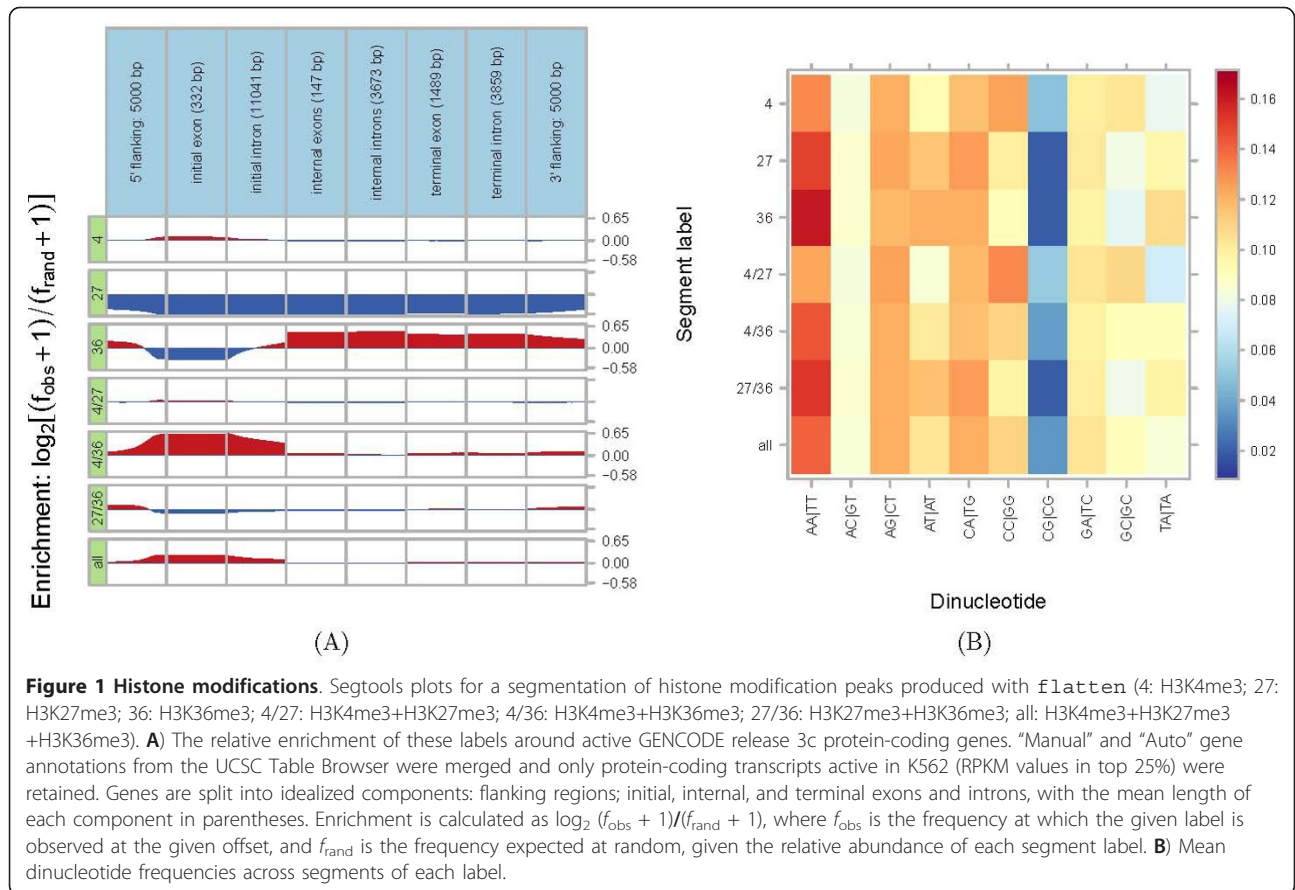 5' flanking: 5000 bp
initial exon (332 bp)
initial intron (11041 bp)
internal exons (147 bp)
internal introns (3673 bp)
terminal exon (1489 bp)
terminal intron (3859 bp)
3' flanking: 5000 bp
Enrichment: log2[(fobs + 1)/(frand + 1)]
4
0.65
0.00
−0.58
27
36
0.65
0.00
−0.58
4/27
4/36
0.65
0.00
−0.58
27/36
all
0.65
0.00
−0.58
(A)
Segment label
4
27
36
4/27
4/36
27/36
all
AA|TT
AC|GT
AG|CT
AT|AT
CA|TG
CC|GG
CG|CG
GA|TC
GC|GC
TA|TA
Dinucleotide
0.16
0.14
0.12
0.10
0.08
0.06
0.04
0.02
(B)
Figure 1 Histone modifications. Segtools plots for a segmentation of histone modification peaks produced with flatten (4: H3K4me3; 27:
H3K27me3; 36: H3K36me3; 4/27: H3K4me3+H3K27me3; 4/36: H3K4me3+H3K36me3; 27/36: H3K27me3+H3K36me3; all: H3K4me3+H3K27me3
+H3K36me3). A) The relative enrichment of these labels around active GENCODE release 3c protein-coding genes. “Manual” and “Auto” gene
annotations from the UCSC Table Browser were merged and only protein-coding transcripts active in K562 (RPKM values in top 25%) were
retained. Genes are split into idealized components: flanking regions; initial, internal, and terminal exons and introns, with the mean length of
each component in parentheses. Enrichment is calculated as log2 (fobs + 1)/(frand + 1), where fobs is the frequency at which the given label is
observed at the given offset, and frand is the frequency expected at random, given the relative abundance of each segment label. B) Mean
dinucleotide frequencies across segments of each label.